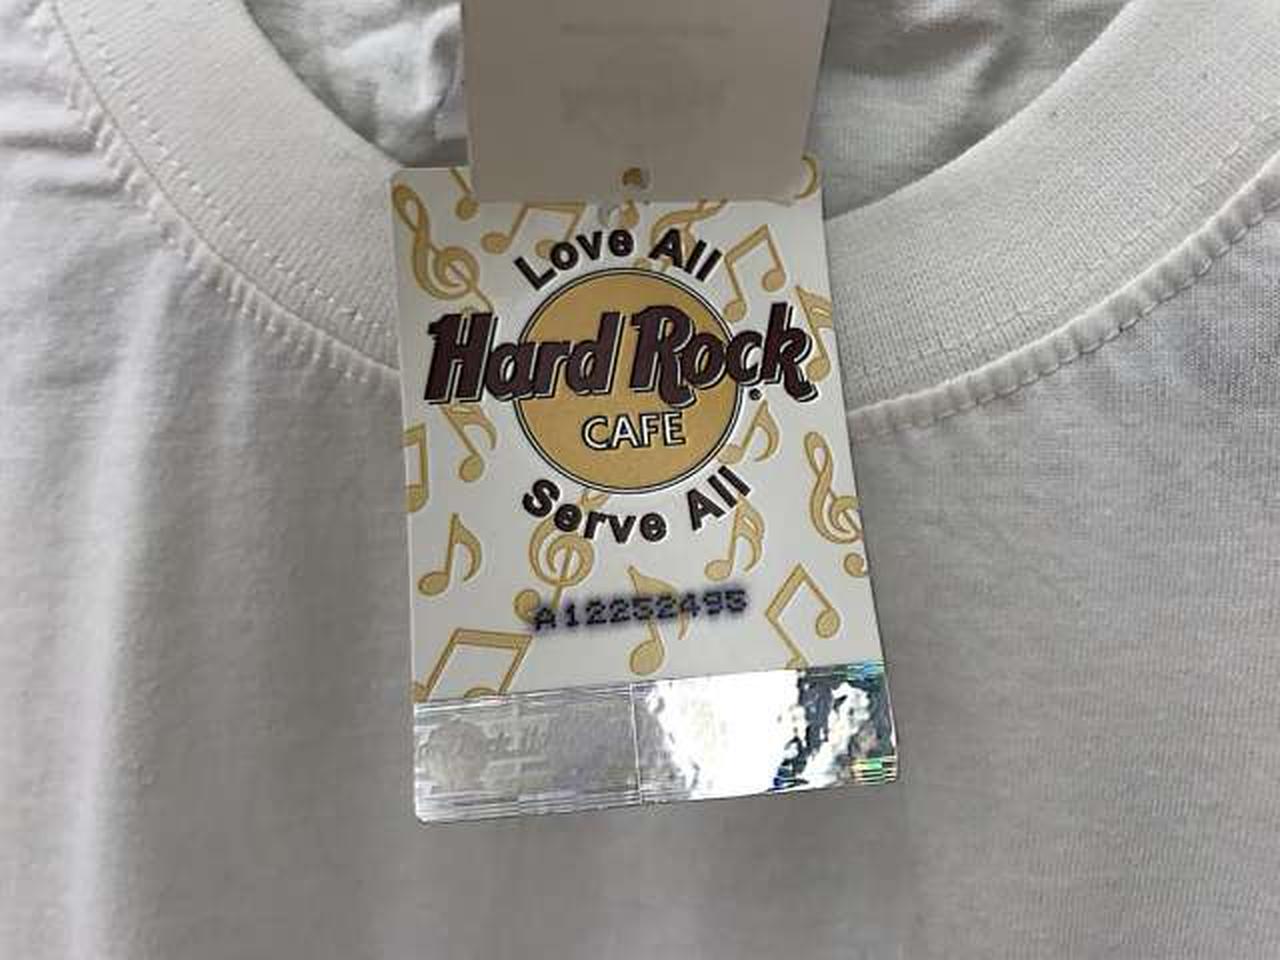 Love All
Hard Rock
CAFE
Serve All
A12252495